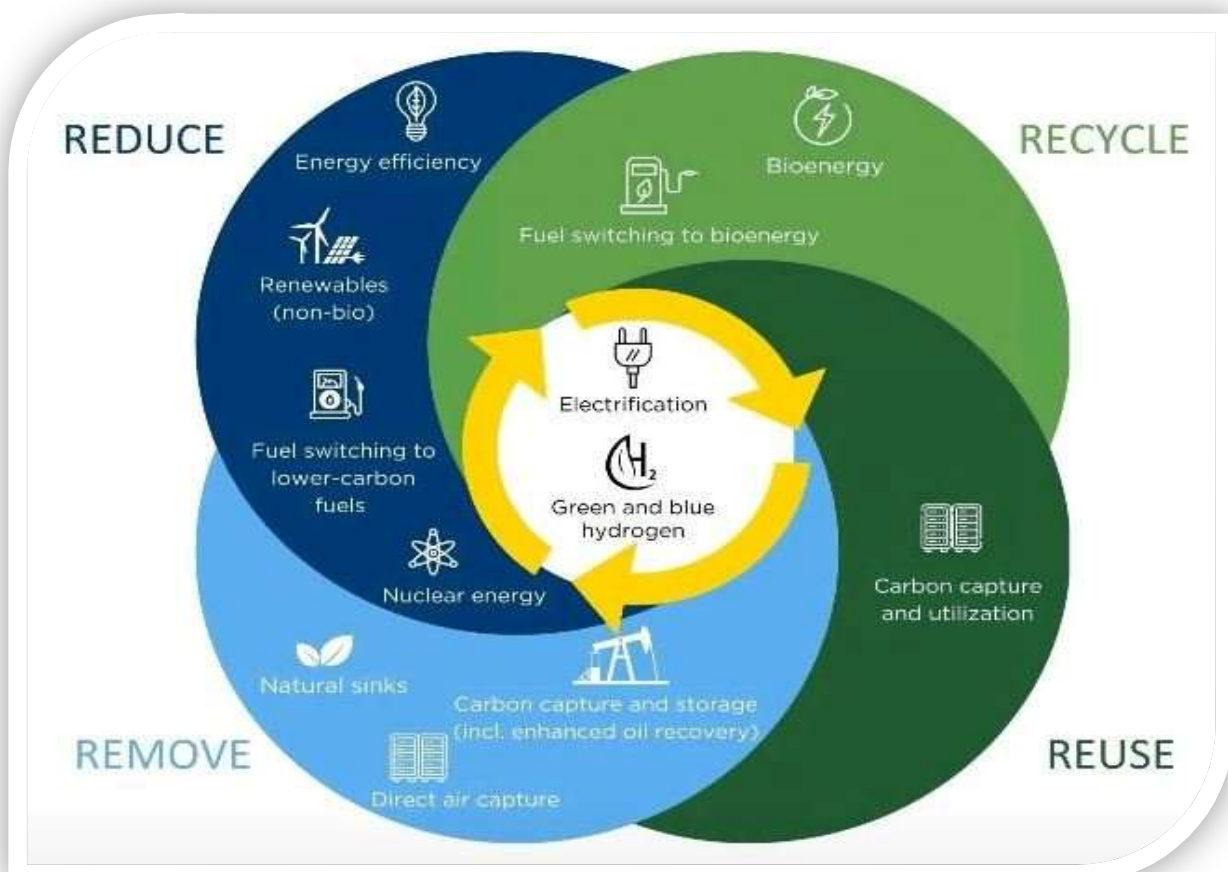 REDUCE
Energy efficiency
Renewables
(non-bio)
Fuel switching to
lower-carbon
fuels
Nuclear energy
RECYCLE
Bioenergy
Fuel switching to bioenergy
Electrification
H₂
Green and blue
hydrogen
Carbon capture
and utilization
REUSE
REMOVE
Natural sinks
Carbon capture and storage
(incl. enhanced oil recovery)
Direct air capture